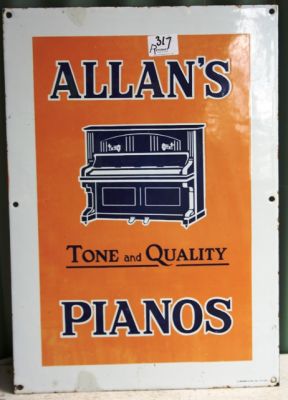 317
ALLAN'S
TONE and QUALITY
PIANOS